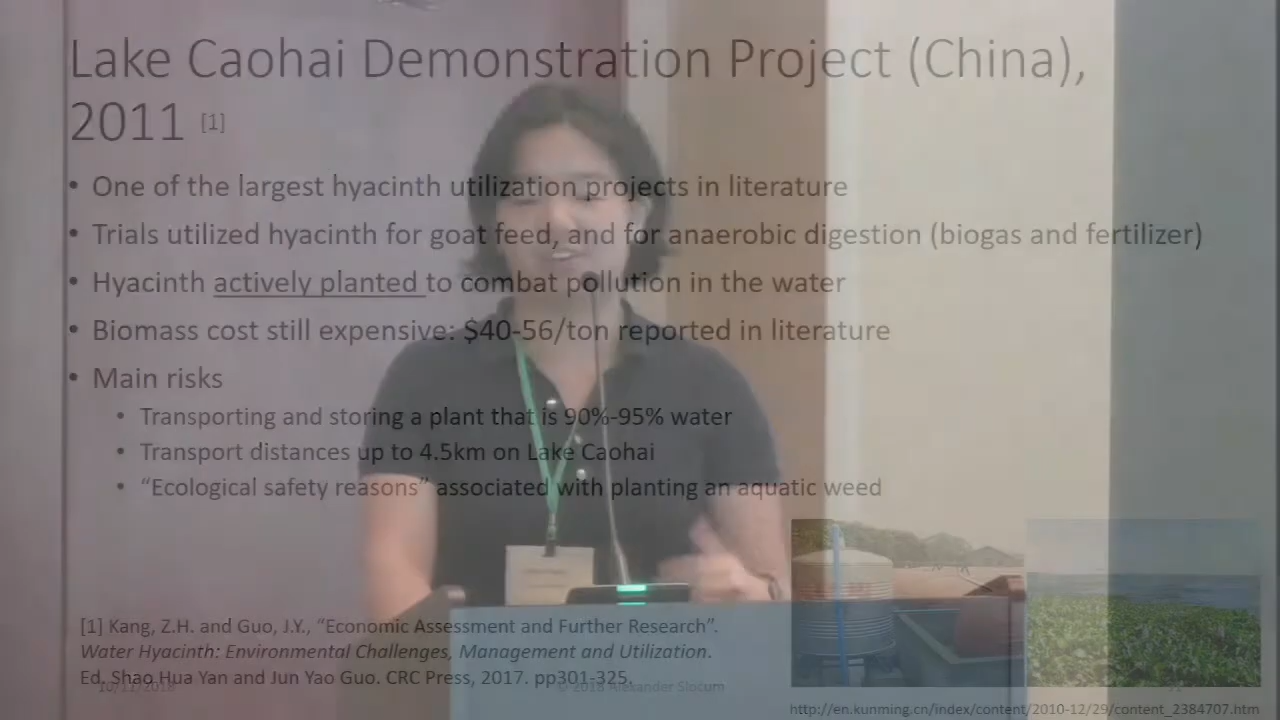 Lake Caohai Demonstration Project (China),
2011 [1]
• One of the largest hyacinth utilization projects in literature
• Trials utilized hyacinth for goat feed, and for anaerobic digestion (biogas and fertilizer)
• Hyacinth actively planted to combat pollution in the water
• Biomass cost still expensive: $40-56/ton reported in literature
• Main risks
• Transporting and storing a plant that is 90%-95% water
• Transport distances up to 4.5km on Lake Caohai
• “Ecological safety reasons” associated with planting an aquatic weed
[1] Kang, Z.H. and Guo, J.Y., “Economic Assessment and Further Research”.
Water Hyacinth: Environmental Challenges, Management and Utilization.
Ed. Shao Hua Yan and Jun Yao Guo. CRC Press, 2017. pp301-325.
10/11/2018
© 2018 Alexander Slocum
http://en.kunming.cn/index/content/2010-12/29/content_2384707.htm